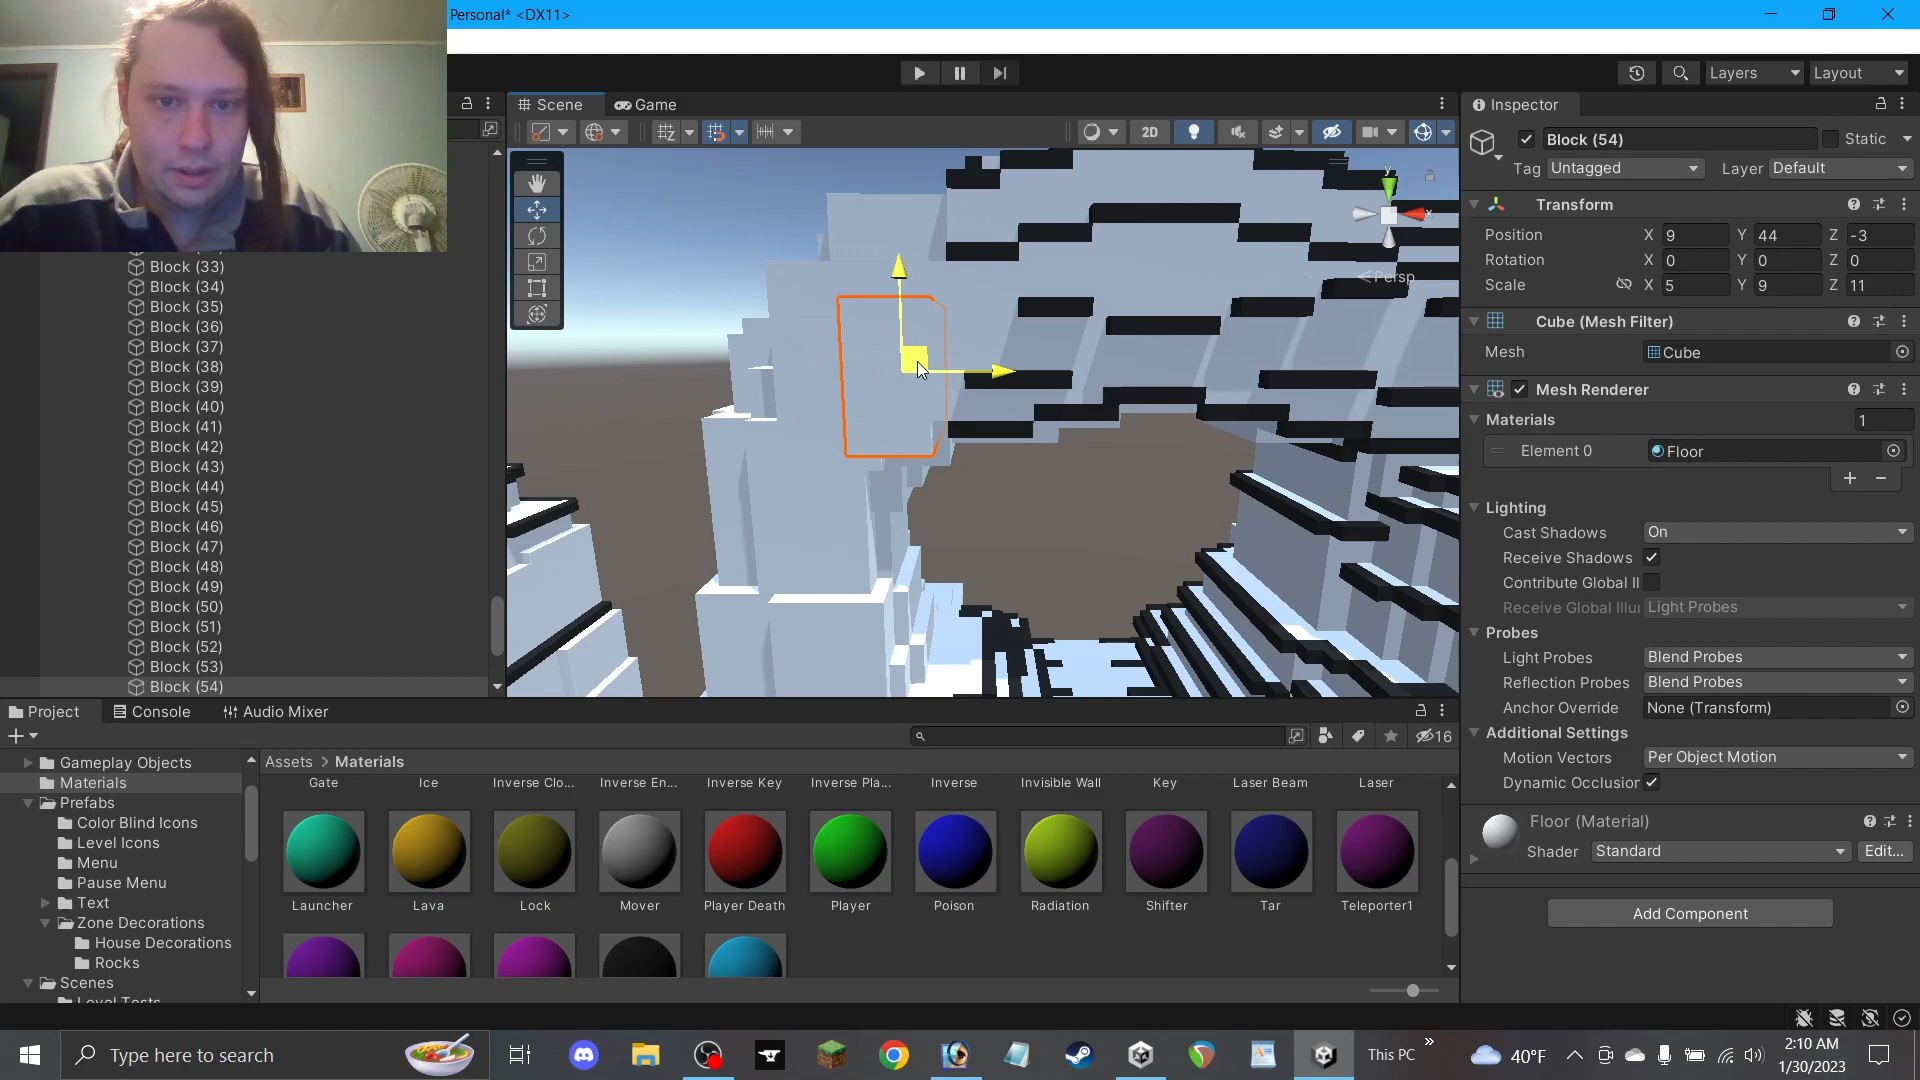 Personal* <DX11>
Layers
Layout
Scene
Game
Inspector
2D
Block (54)
Static
Tag Untagged
Layer Default
Transform
Position X 9 Y 44 Z -3
Rotation X 0 Y 0 Z 0
Scale X 5 Y 9 Z 11
y
x
Persp
Cube (Mesh Filter)
Mesh Cube
Mesh Renderer
Materials 1
Element 0 Floor
Lighting
Cast Shadows On
Receive Shadows
Contribute Global Il
Receive Global Illu Light Probes
Probes
Light Probes Blend Probes
Reflection Probes Blend Probes
Anchor Override None (Transform)
Additional Settings
Motion Vectors Per Object Motion
Dynamic Occlusion
Floor (Material)
Shader Standard Edit...
Add Component
Block (33)
Block (34)
Block (35)
Block (36)
Block (37)
Block (38)
Block (39)
Block (40)
Block (41)
Block (42)
Block (43)
Block (44)
Block (45)
Block (46)
Block (47)
Block (48)
Block (49)
Block (50)
Block (51)
Block (52)
Block (53)
Block (54)
Project
Console
Audio Mixer
16
Gameplay Objects
Materials
Prefabs
Color Blind Icons
Level Icons
Menu
Pause Menu
Text
Zone Decorations
House Decorations
Rocks
Scenes
Level Tests
Assets > Materials
Gate
Ice
Inverse Clo...
Inverse En...
Inverse Key
Inverse Pla...
Inverse
Invisible Wall
Key
Laser Beam
Laser
Launcher
Lava
Lock
Mover
Player Death
Player
Poison
Radiation
Shifter
Tar
Teleporter1
Type here to search
This PC
40°F
2:10 AM
1/30/2023